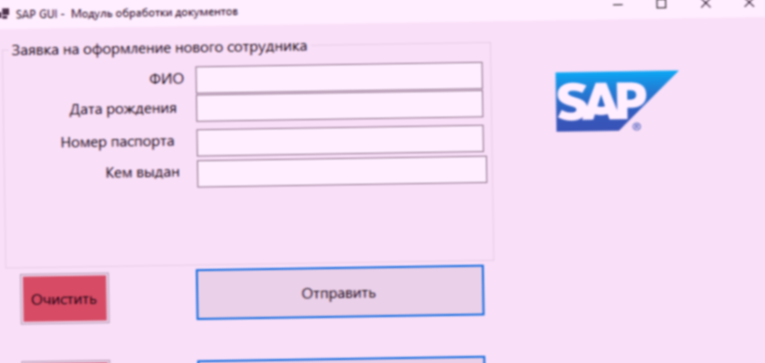 SAP GUI - Модуль обработки документов
Заявка на оформление нового сотрудника
ФИО
Дата рождения
Номер паспорта
Кем выдан
SAP ®
Очистить
Отправить